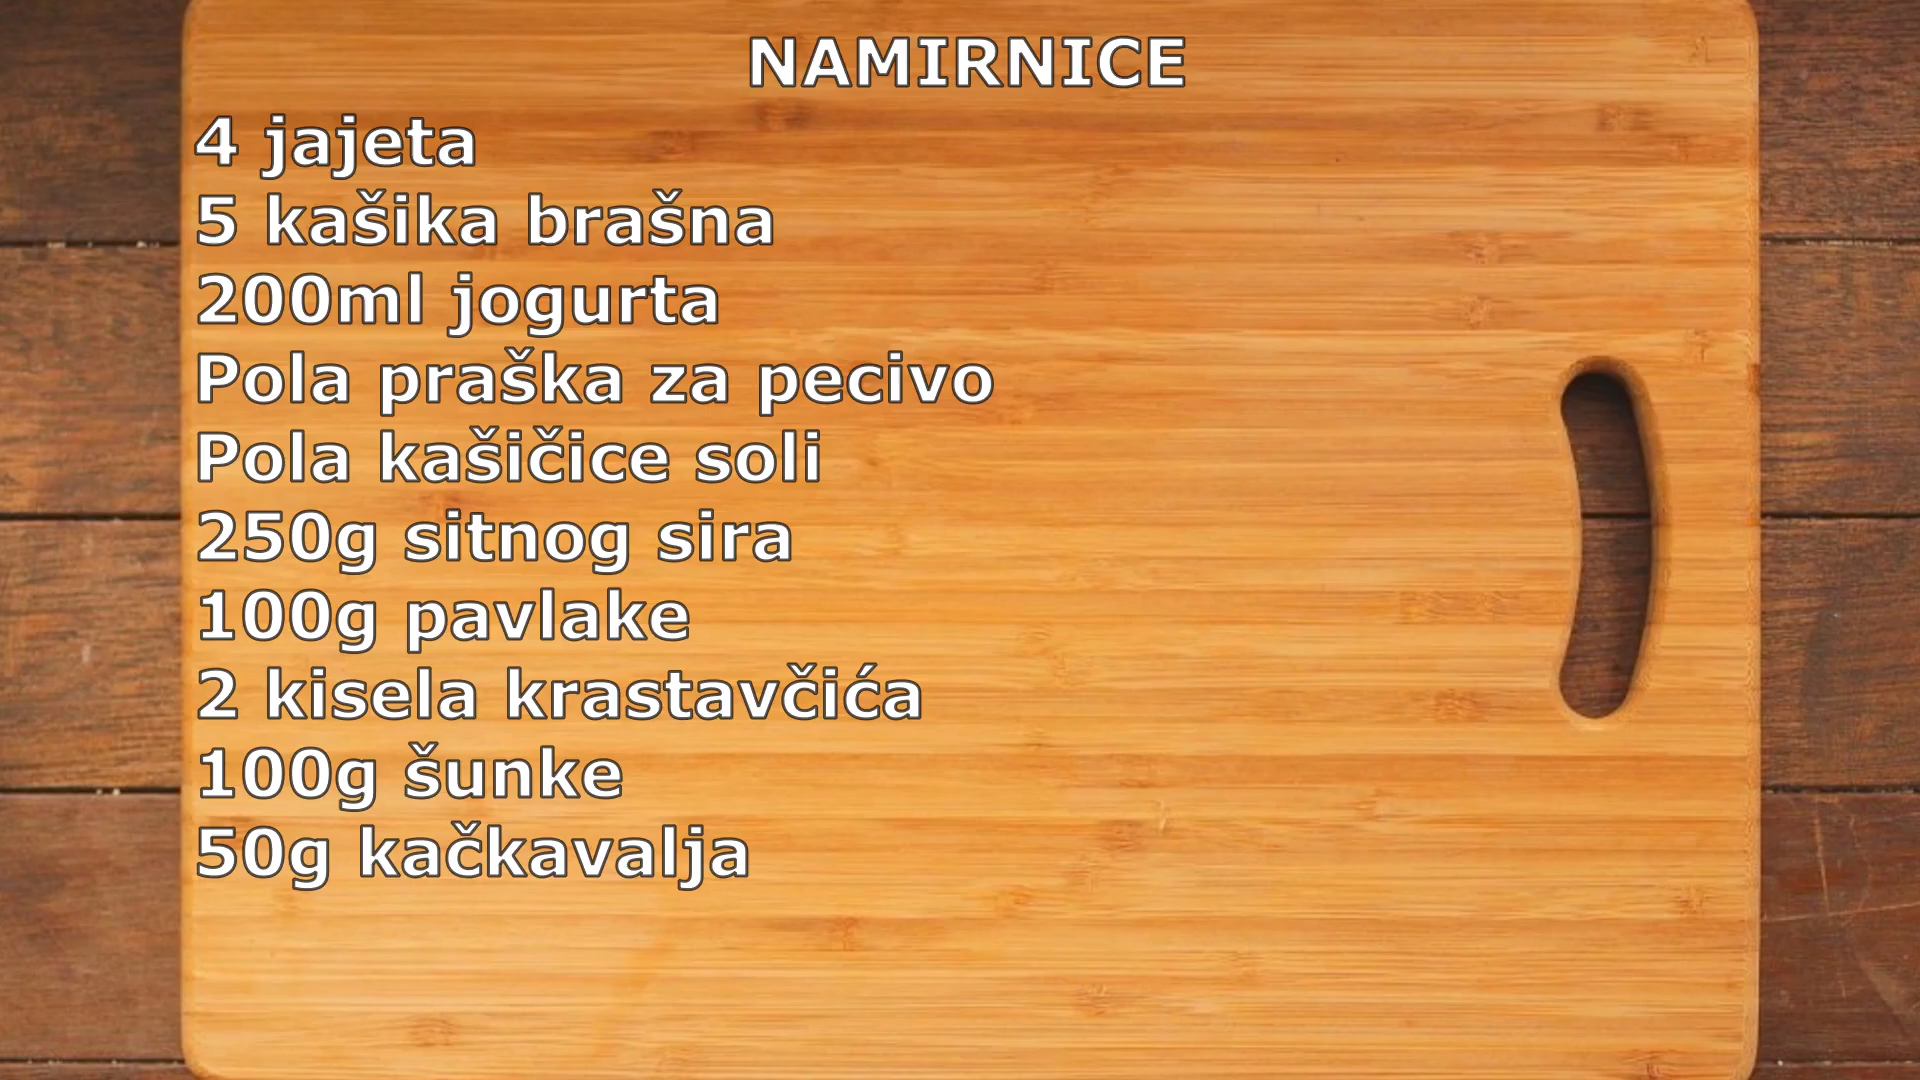 NAMIRNICE
4 jajeta
5 kašika brašna
200ml jogurta
Pola praška za pecivo
Pola kašičice soli
250g sitnog sira
100g pavlake
2 kisela krastavčića
100g šunke
50g kačkavalja